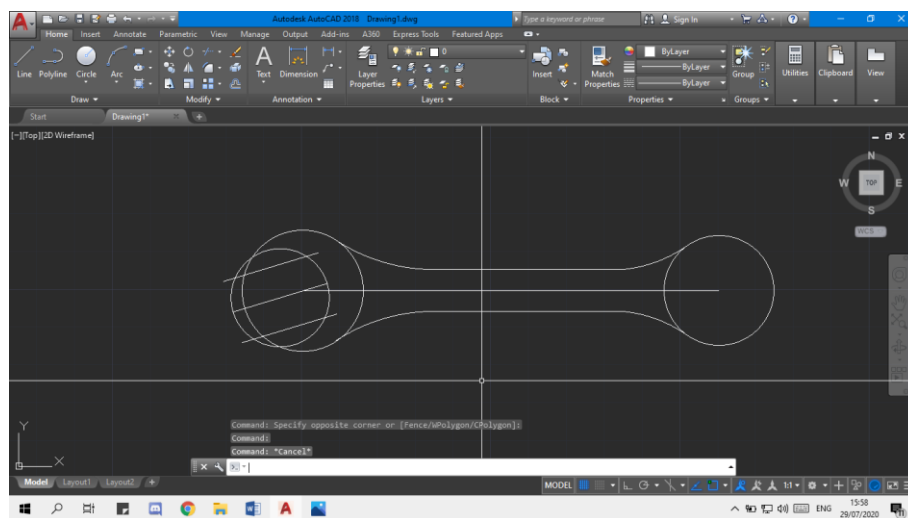 A Autodesk AutoCAD 2018 Drawing1.dwg Type a keyword or phrase Sign In
Home Insert Annotate Parametric View Manage Output Add-ins A360 Express Tools Featured Apps
Line Polyline Circle Arc
Text Dimension
Layer Properties
0
Insert
Match Properties
ByLayer
ByLayer
ByLayer
Group
Utilities Clipboard View
Draw Modify Annotation Layers Block Properties Groups
Start Drawing1* +
[−][Top][2D Wireframe]
N
W TOP E
S
WCS
Command: Specify opposite corner or [Fence/WPolygon/CPolygon]:
Command:
Command: *Cancel*
Y
X
Model Layout1 Layout2 +
MODEL 1:1
ENG 15:58
29/07/2020